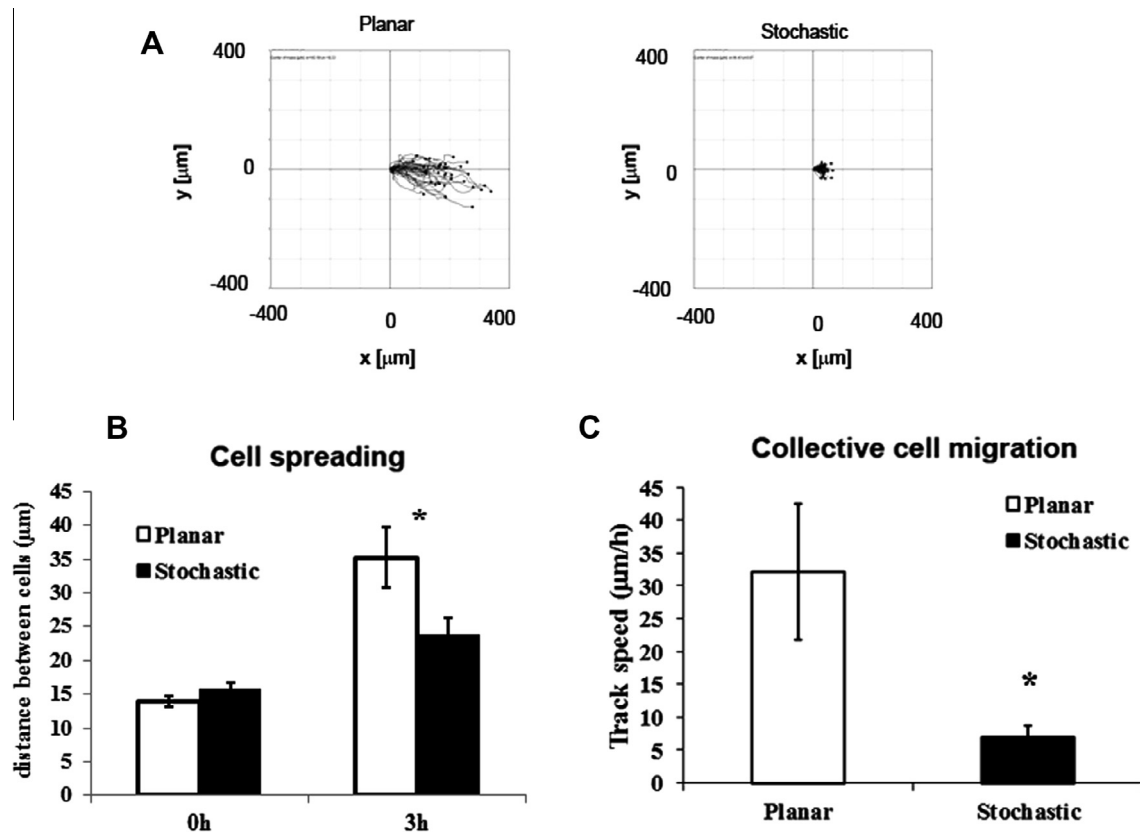 A
Planar
Stochastic
400
0
-400
y [μm]
-400
0
400
x [μm]
400
0
-400
y [μm]
-400
0
400
x [μm]
B
Cell spreading
distance between cells (μm)
45
40
35
30
25
20
15
10
5
0
Planar
Stochastic
*
0h
3h
C
Collective cell migration
Track speed (μm/h)
45
40
35
30
25
20
15
10
5
0
Planar
Stochastic
*
Planar
Stochastic